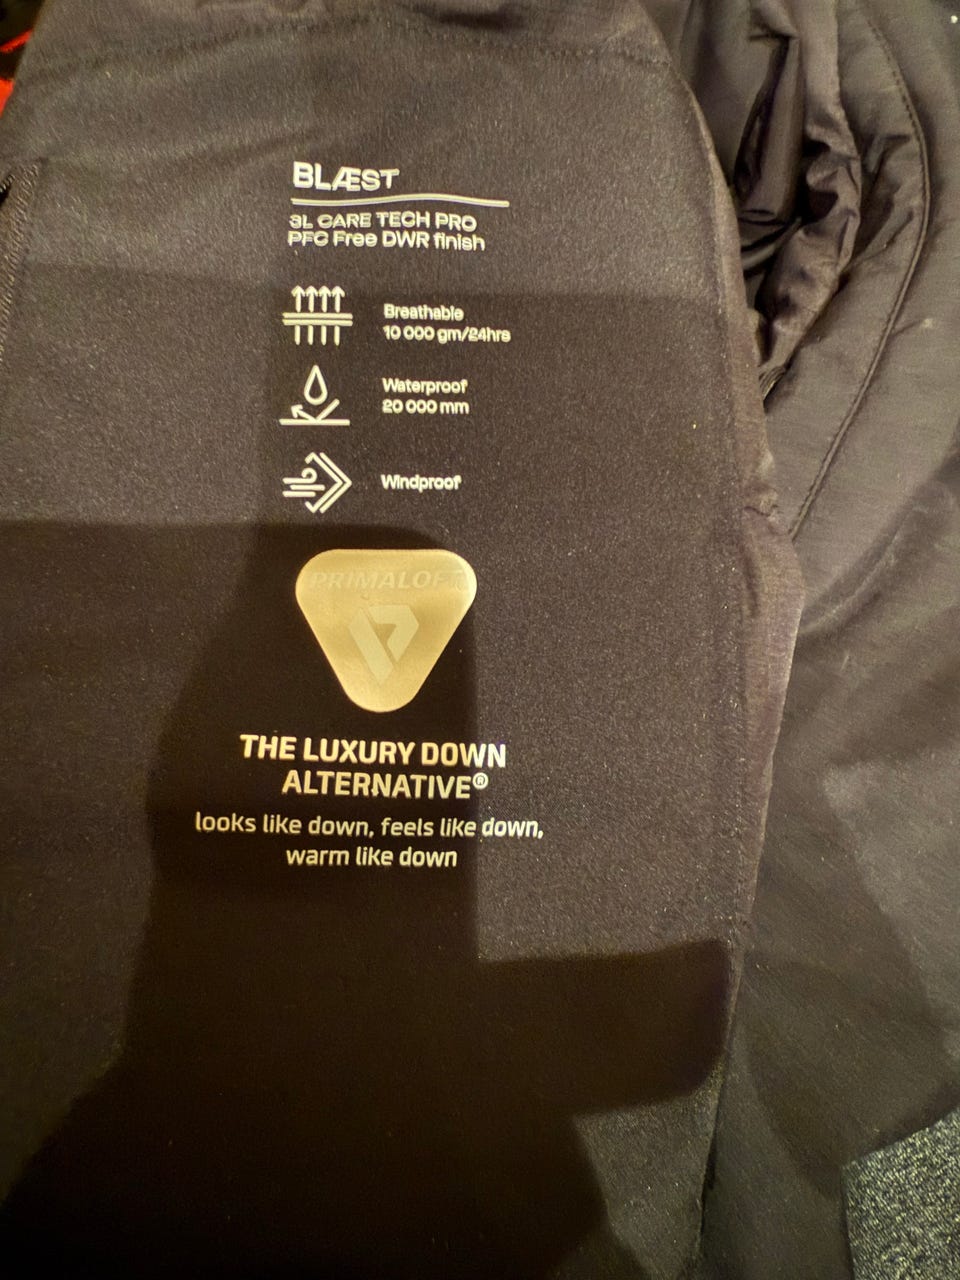 BLÆST
3L CARE TECH PRO
PFC Free DWR finish
Breathable
10 000 gm/24hrs
Waterproof
20 000 mm
Windproof
PRIMALOFT
THE LUXURY DOWN
ALTERNATIVE®
looks like down, feels like down,
warm like down